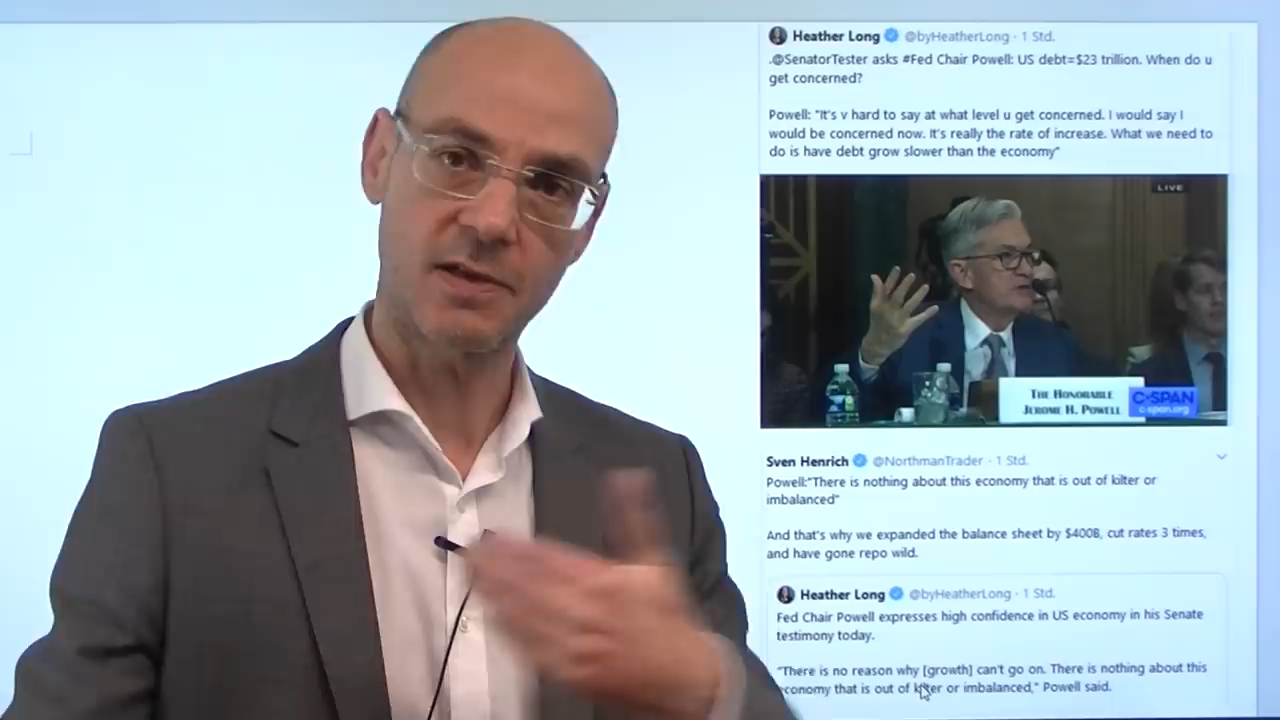 Heather Long @byHeatherLong · 1 Std.
.@SenatorTester asks #Fed Chair Powell: US debt=$23 trillion. When do u
get concerned?
Powell: "It's v hard to say at what level u get concerned. I would say I
would be concerned now. It's really the rate of increase. What we need to
do is have debt grow slower than the economy"
LIVE
THE HONORABLE
JEROME H. POWELL
C-SPAN
c-span.org
Sven Henrich @NorthmanTrader · 1 Std.
Powell:"There is nothing about this economy that is out of kilter or
imbalanced"
And that's why we expanded the balance sheet by $400B, cut rates 3 times,
and have gone repo wild.
Heather Long @byHeatherLong · 1 Std.
Fed Chair Powell expresses high confidence in US economy in his Senate
testimony today.
"There is no reason why [growth] can't go on. There is nothing about this
economy that is out of kilter or imbalanced," Powell said.